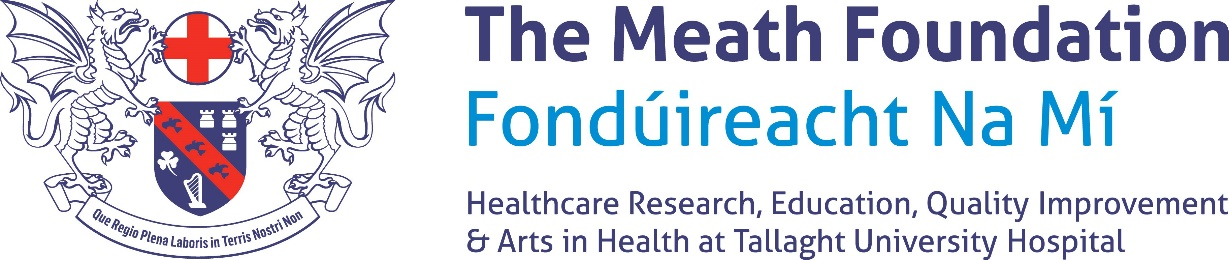 The Meath Foundation
Fondúireacht Na Mí
Healthcare Research, Education, Quality Improvement
& Arts in Health at Tallaght University Hospital
Que Regio Plena Laboris in Terris Nostri Non